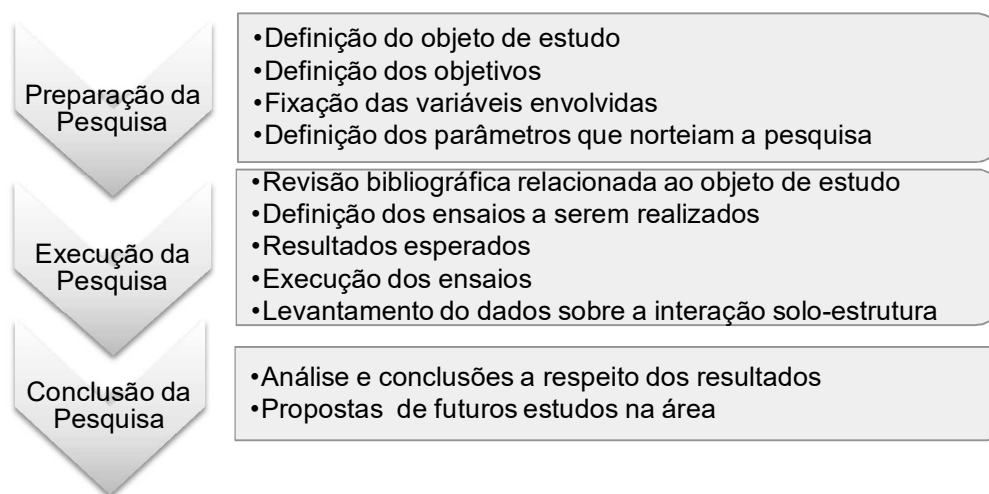 Preparação da
Pesquisa
•Definição do objeto de estudo
•Definição dos objetivos
•Fixação das variáveis envolvidas
•Definição dos parâmetros que norteiam a pesquisa
Execução da
Pesquisa
•Revisão bibliográfica relacionada ao objeto de estudo
•Definição dos ensaios a serem realizados
•Resultados esperados
•Execução dos ensaios
•Levantamento do dados sobre a interação solo-estrutura
Conclusão da
Pesquisa
•Análise e conclusões a respeito dos resultados
•Propostas de futuros estudos na área